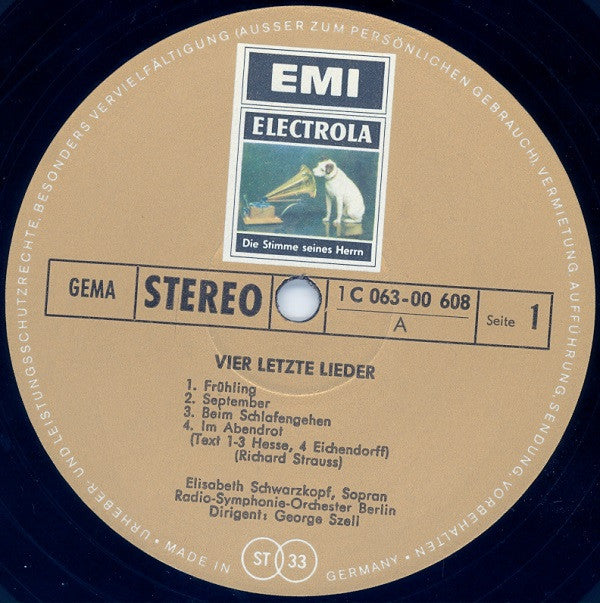 EMI
ELECTROLA
Die Stimme seines Herrn
GEMA
STEREO
1 C 063-00 608
A
Seite 1
VIER LETZTE LIEDER
1. Frühling
2. September
3. Beim Schlafengehen
4. Im Abendrot
(Text 1-3 Hesse, 4 Eichendorff)
(Richard Strauss)
Elisabeth Schwarzkopf, Sopran
Radio-Symphonie-Orchester Berlin
Dirigent: George Szell
ST 33
URHEBER- UND LEISTUNGSSCHUTZRECHTE, BESONDERS VERVIELFÄLTIGUNG (AUSSER ZUM PERSÖNLICHEN GEBRAUCH), VERMIETUNG, AUFFÜHRUNG, SENDUNG, VORBEHALTEN • MADE IN GERMANY •